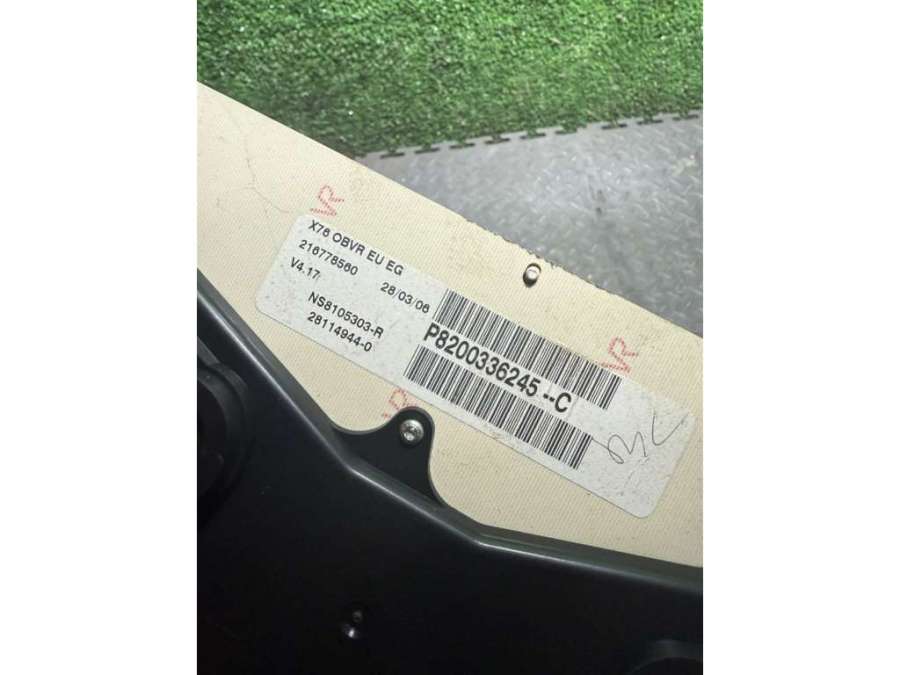 X76 OBVR EU EG
216778560
28/03/06
V4.17
NS8105303-R
28114944-0
P8200336245--C